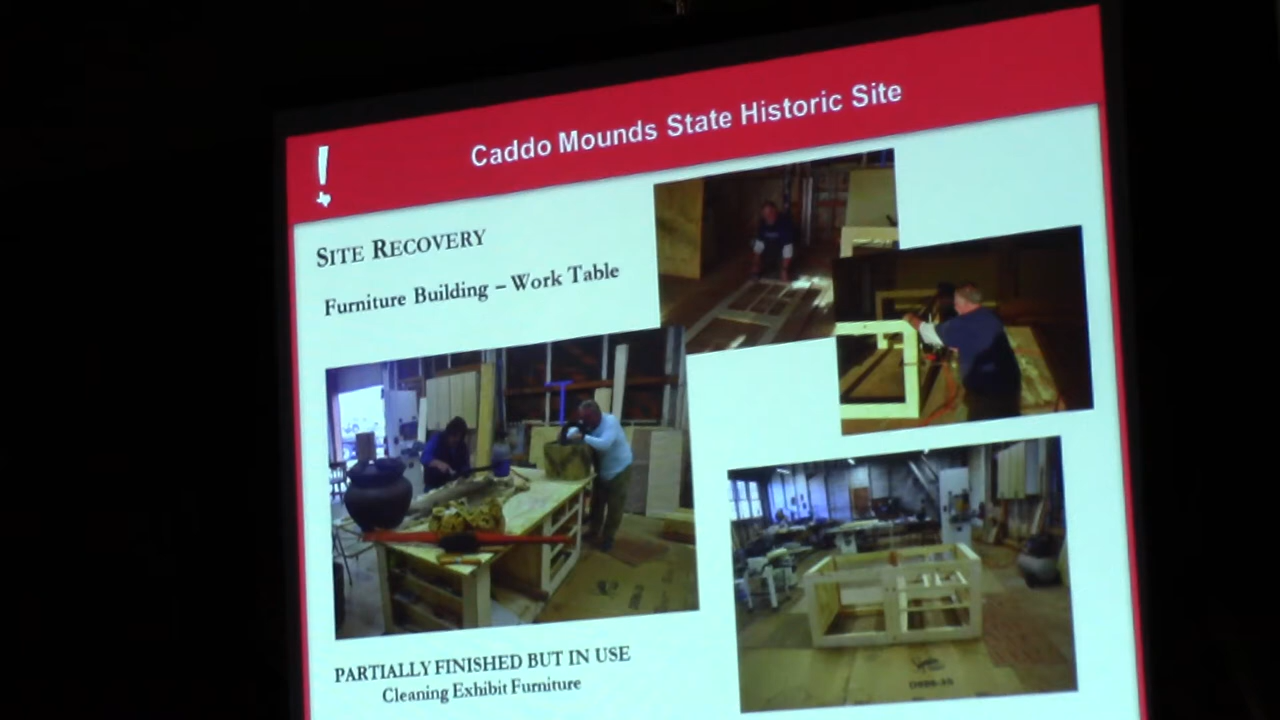 Caddo Mounds State Historic Site
SITE RECOVERY
Furniture Building – Work Table
PARTIALLY FINISHED BUT IN USE
Cleaning Exhibit Furniture